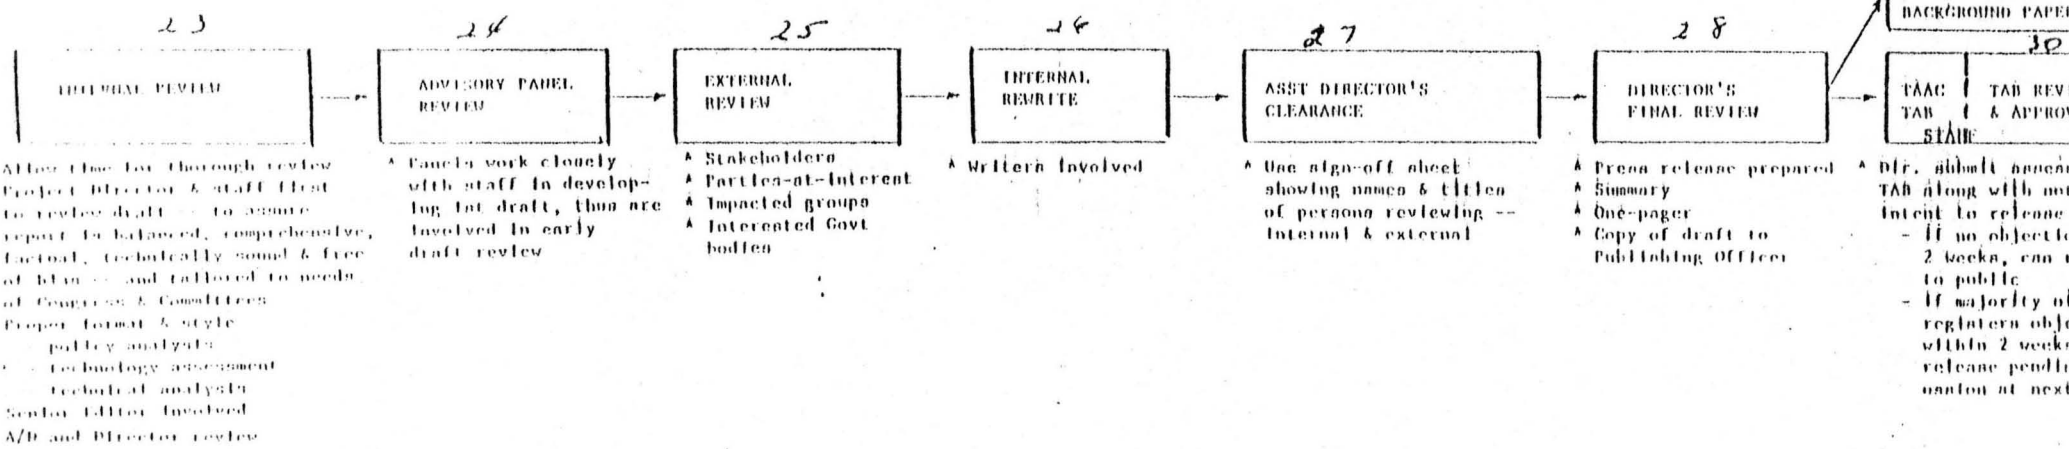 23
INTERNAL REVIEW
Allow time for thorough review
Project Director & staff first
to review draft -- to assure
report is balanced, comprehensive,
factual, technically sound & free
of bias -- and tailored to needs
of Congress & Committees
Proper format & style
- policy analysis
- technology assessment
- technical analysis
Senior Editor involved
A/D and Director review
24
ADVISORY PANEL
REVIEW
* Panels work closely
with staff in develop-
ing 1st draft, thus are
involved in early
draft review
25
EXTERNAL
REVIEW
* Stakeholders
* Parties-at-Interest
* Impacted groups
* Interested Govt
bodies
26
INTERNAL
REWRITE
* Writers involved
27
ASST DIRECTOR'S
CLEARANCE
* Use sign-off sheet
showing names & titles
of persons reviewing --
internal & external
28
DIRECTOR'S
FINAL REVIEW
* Press release prepared
* Summary
* One-pager
* Copy of draft to
Publishing Officer
BACKGROUND PAPE
30
TAAC
TAB
STAFF
TAB REV
& APPRO
* Dir. submit
TAB along with
intent to release
- If no objectio
2 weeks, can
to public
- If majority of
registers obje
within 2 weeks
release pendi
ussion at next